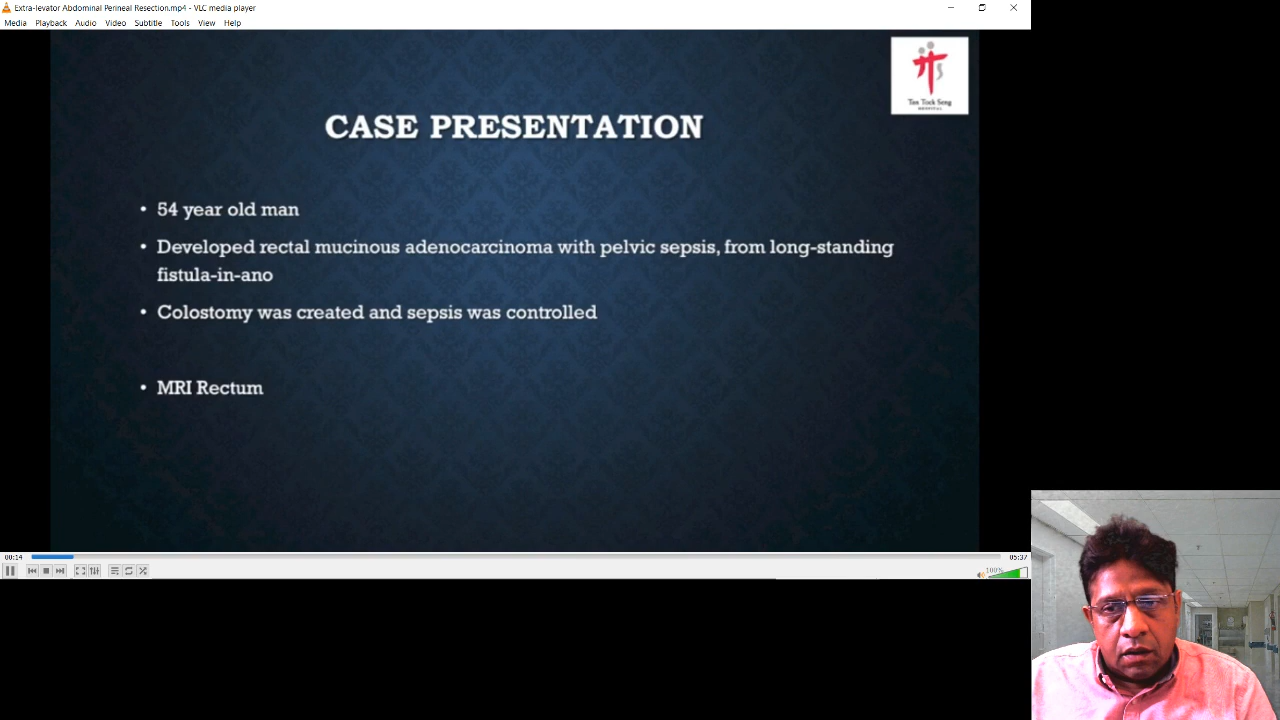 Extra-levator Abdominal Perineal Resection.mp4 - VLC media player
Media Playback Audio Video Subtitle Tools View Help
Tan Tock Seng
HOSPITAL
CASE PRESENTATION
• 54 year old man
• Developed rectal mucinous adenocarcinoma with pelvic sepsis, from long-standing
fistula-in-ano
• Colostomy was created and sepsis was controlled
• MRI Rectum
00:14
05:37
100%